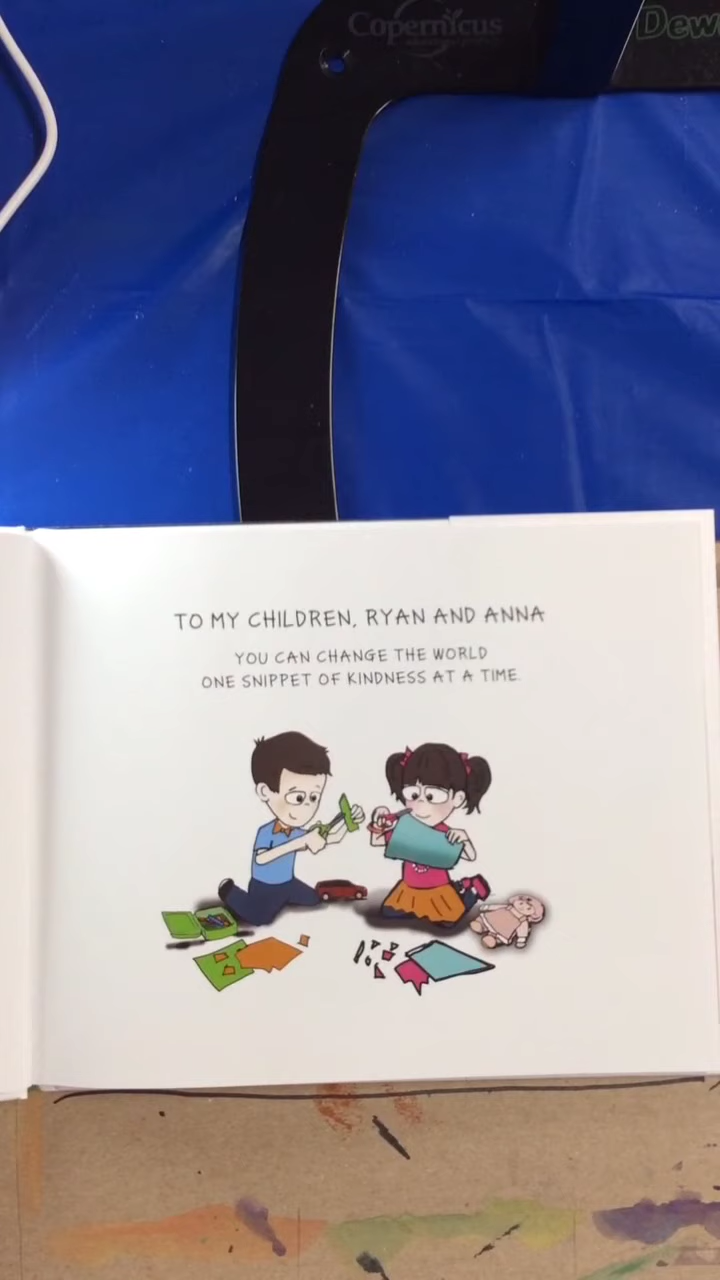 Copernicus
Dew
TO MY CHILDREN, RYAN AND ANNA
YOU CAN CHANGE THE WORLD
ONE SNIPPET OF KINDNESS AT A TIME.